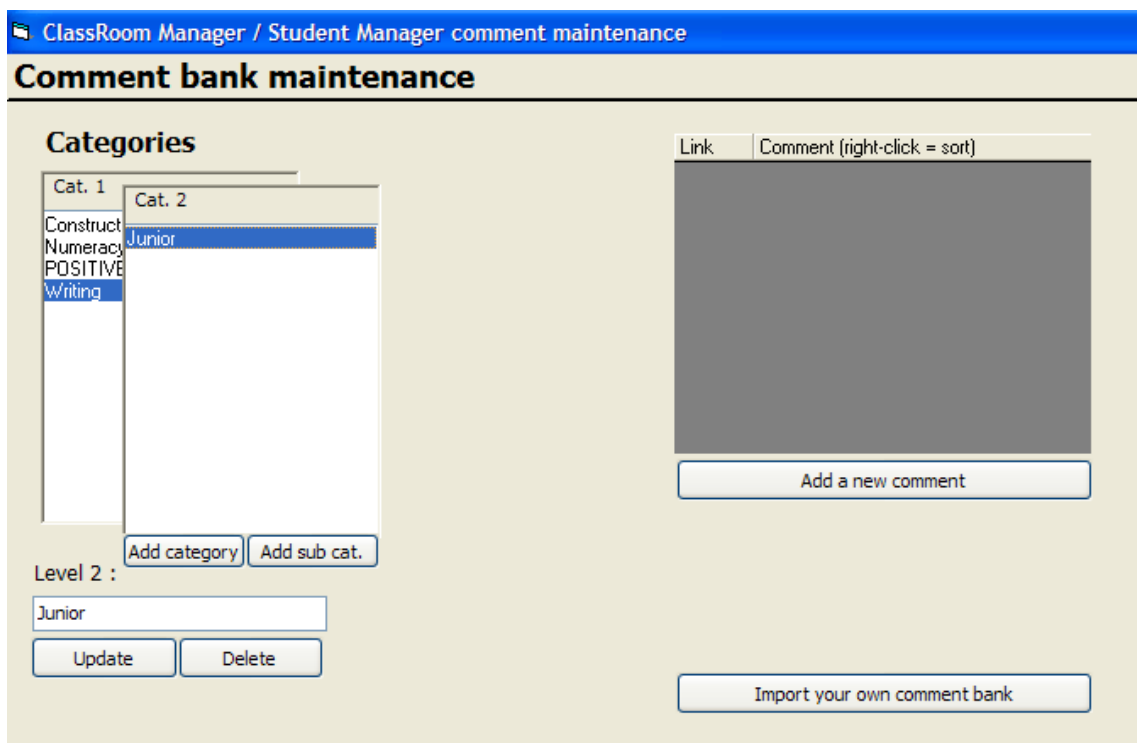 ClassRoom Manager / Student Manager comment maintenance
Comment bank maintenance
Categories
Cat. 1
Construct
Numeracy
POSITIVE
Writing
Cat. 2
Junior
Add category
Add sub cat.
Level 2 :
Junior
Update
Delete
Link
Comment (right-click = sort)
Add a new comment
Import your own comment bank